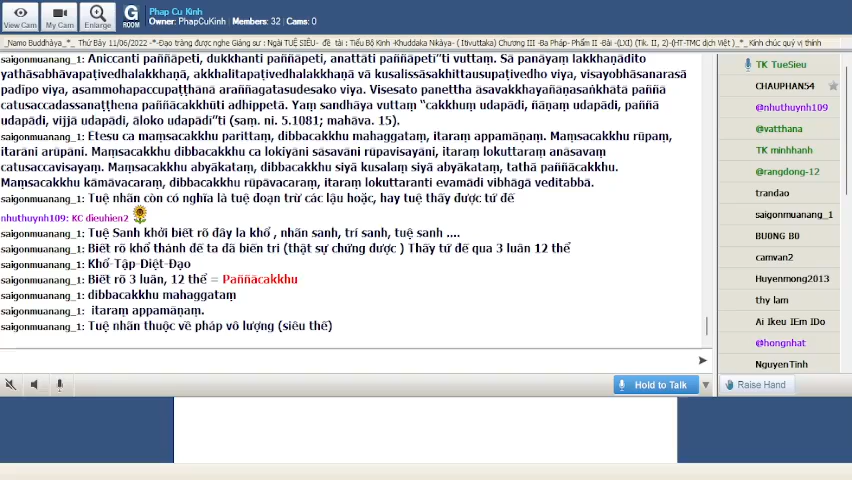 Phap Cu Kinh
Owner: PhapCuKinh Members: 32 | Cams: 0
View Cam
My Cam
Enlarge
G
ROOM
_Namo Buddhàya_*_ Thứ Bảy 11/06/2022 -*-Đạo tràng được nghe Giảng sư : Ngài TUỆ SIÊU- đề tài : Tiểu Bộ Kinh -Khuddaka Nikàya- ( Itivuttaka) Chương III -Ba Pháp- Phẩm II -Bài -(LXI) (Tik. II, 2)-(HT-TMC dịch Việt )_*_ Kính chúc quý vị thính
saigonmuanang_1: Aniccanti paññāpeti, dukkhanti paññāpeti, anattāti paññāpetī”ti vuttaṃ. Sā panāyaṃ lakkhaṇādito
yathāsabhāvapaṭivedhalakkhaṇā, akkhalitapaṭivedhalakkhaṇā vā kusalissāsakhittausupaṭivedho viya, visayobhāsanarasā
padīpo viya, asammohapaccupaṭṭhānā araññagatasudesako viya. Visesato panettha āsavakkhayañāṇasaṅkhātā paññā
catusaccadassanaṭṭhena paññācakkhūti adhippetā. Yaṃ sandhāya vuttaṃ “cakkhuṃ udapādi, ñāṇaṃ udapādi, paññā
udapādi, vijjā udapādi, āloko udapādī”ti (saṃ. ni. 5.1081; mahāva. 15).
saigonmuanang_1: Etesu ca maṃsacakkhu parittaṃ, dibbacakkhu mahaggataṃ, itaraṃ appamāṇaṃ. Maṃsacakkhu rūpaṃ,
itarāni arūpāni. Maṃsacakkhu dibbacakkhu ca lokiyāni sāsavāni rūpavisayāni, itaraṃ lokuttaraṃ anāsavaṃ
catusaccavisayaṃ. Maṃsacakkhu abyākataṃ, dibbacakkhu siyā kusalaṃ siyā abyākataṃ, tathā paññācakkhu.
Maṃsacakkhu kāmāvacaraṃ, dibbacakkhu rūpāvacaraṃ, itaraṃ lokuttaranti evamādi vibhāgā veditabbā.
saigonmuanang_1: Tuệ nhãn còn có nghĩa là tuệ đoạn trừ các lậu hoặc, hay tuệ thấy được tứ đế
nhuthuynh109: KC dieuhien2
saigonmuanang_1: Tuệ Sanh khởi biết rõ đây la khổ , nhãn sanh, trí sanh, tuệ sanh ....
saigonmuanang_1: Biết rõ khổ thánh đế ta đã biến tri (thật sự chứng được ) Thấy tứ đế qua 3 luân 12 thể
saigonmuanang_1: Khổ-Tập-Diệt-Đạo
saigonmuanang_1: Biết rõ 3 luân, 12 thể = Paññācakkhu
saigonmuanang_1: dibbacakkhu mahaggataṃ
saigonmuanang_1: itaraṃ appamāṇaṃ.
saigonmuanang_1: Tuệ nhãn thuộc về pháp vô lượng (siêu thế)
Hold to Talk
TK TueSieu
CHAUPHAN54
@nhuthuynh109
@vatthana
TK minhhanh
@rangdong-12
trandao
saigonmuanang_1
BU0NG B0
camvan2
Huyenmong2013
thy lam
Ai Ikeu IEm IDo
@hongnhat
NguyenTinh
Raise Hand